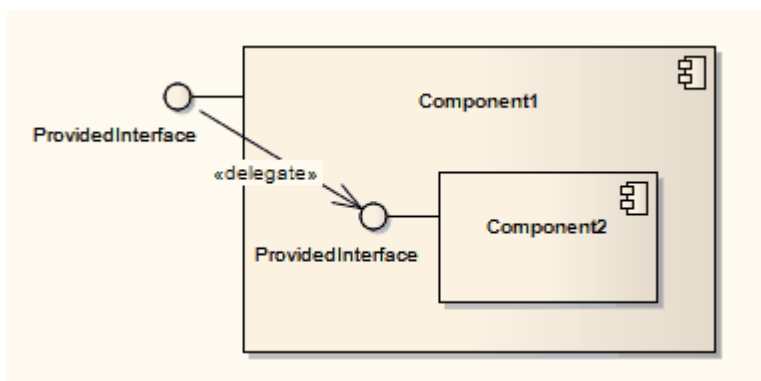 Component1
ProvidedInterface
«delegate»
Component2
ProvidedInterface